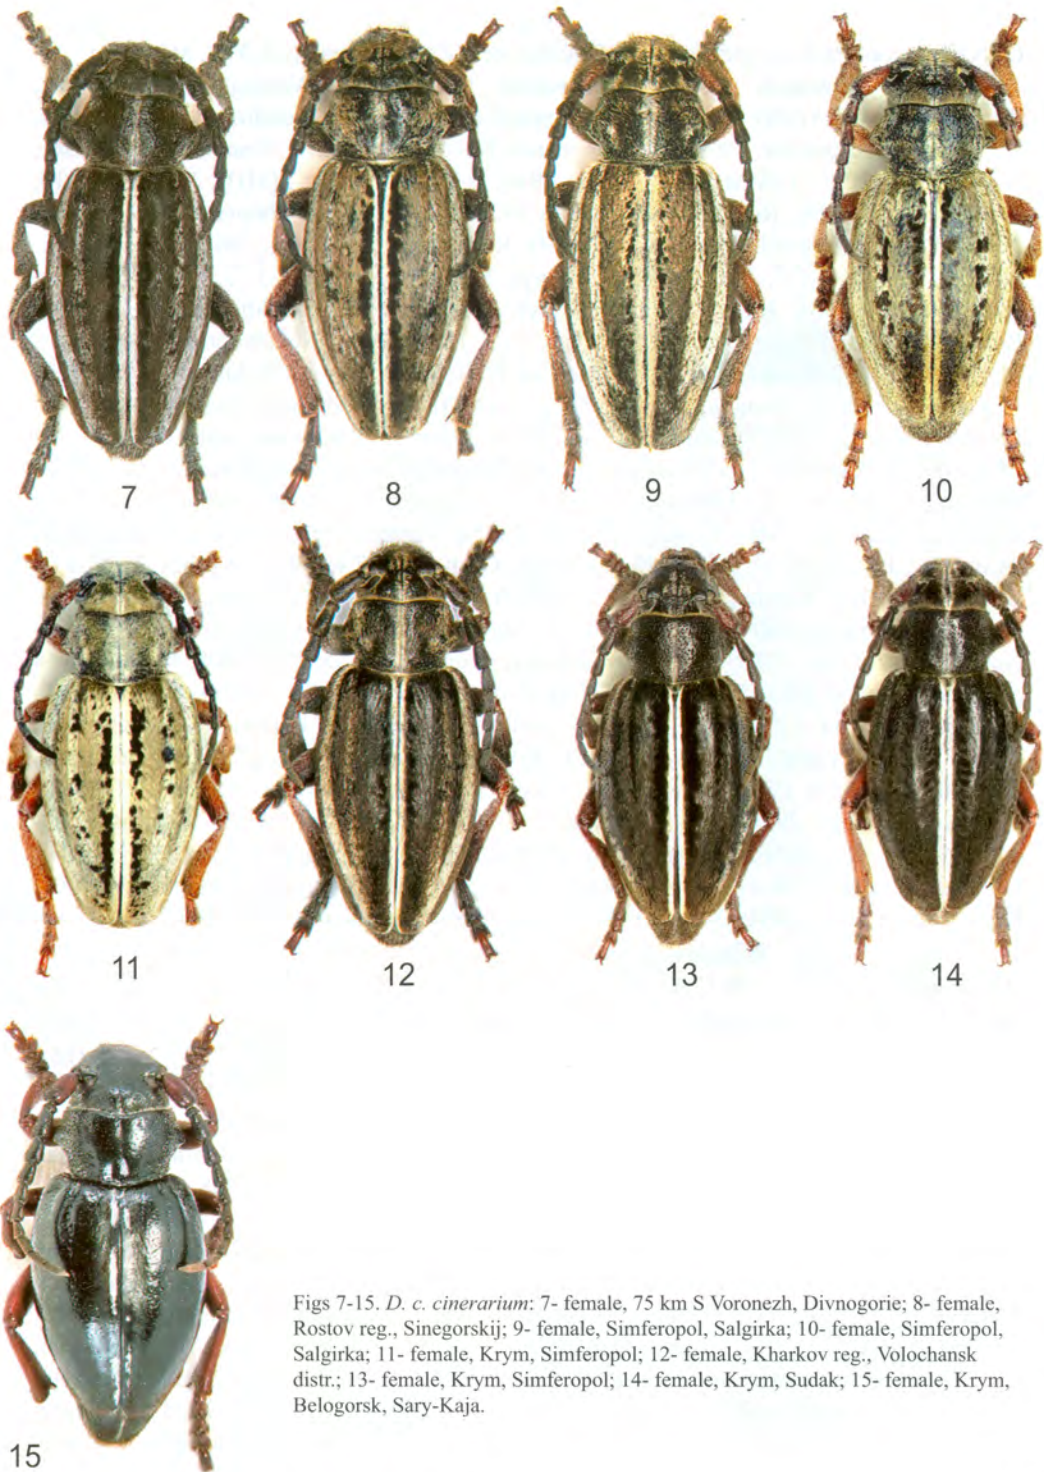 7
8
9
10
11
12
13
14
15
Figs 7-15. D. c. cinerarium: 7- female, 75 km S Voronezh, Divnogorie; 8- female,
Rostov reg., Sinegorskij; 9- female, Simferopol, Salgirka; 10- female, Simferopol,
Salgirka; 11- female, Krym, Simferopol; 12- female, Kharkov reg., Volochansk
distr.; 13- female, Krym, Simferopol; 14- female, Krym, Sudak; 15- female, Krym,
Belogorsk, Sary-Kaja.